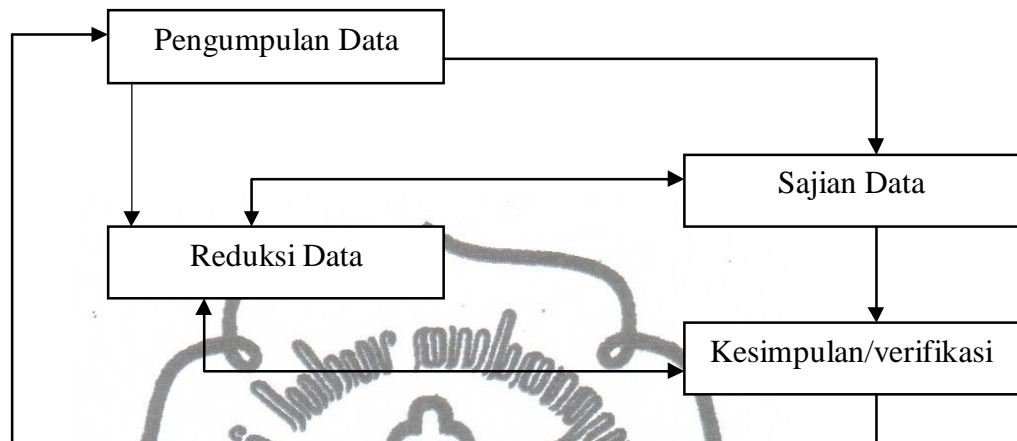 Pengumpulan Data
Sajian Data
Reduksi Data
Kesimpulan/verifikasi